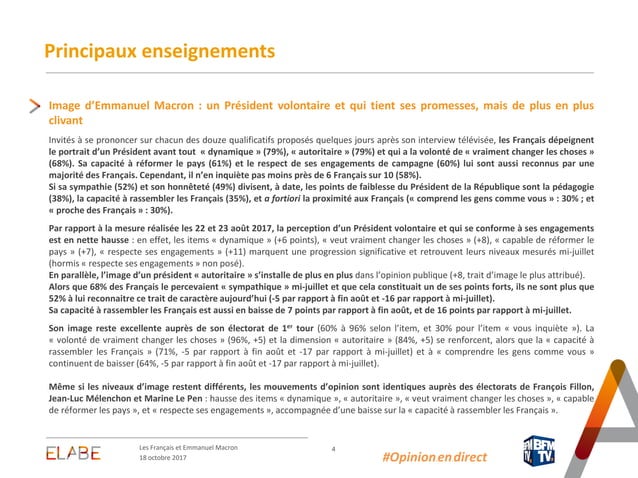 Principaux enseignements
Image d’Emmanuel Macron : un Président volontaire et qui tient ses promesses, mais de plus en plus
clivant
Invités à se prononcer sur chacun des douze qualificatifs proposés quelques jours après son interview télévisée, les Français dépeignent
le portrait d’un Président avant tout « dynamique » (79%), « autoritaire » (79%) et qui a la volonté de « vraiment changer les choses »
(68%). Sa capacité à réformer le pays (61%) et le respect de ses engagements de campagne (60%) lui sont aussi reconnus par une
majorité des Français. Cependant, il n’en inquiète pas moins près de 6 Français sur 10 (58%).
Si sa sympathie (52%) et son honnêteté (49%) divisent, à date, les points de faiblesse du Président de la République sont la pédagogie
(38%), la capacité à rassembler les Français (35%), et a fortiori la proximité aux Français (« comprend les gens comme vous » : 30% ; et
« proche des Français » : 30%).
Par rapport à la mesure réalisée les 22 et 23 août 2017, la perception d’un Président volontaire et qui se conforme à ses engagements
est en nette hausse : en effet, les items « dynamique » (+6 points), « veut vraiment changer les choses » (+8), « capable de réformer le
pays » (+7), « respecte ses engagements » (+11) marquent une progression significative et retrouvent leurs niveaux mesurés mi-juillet
(hormis « respecte ses engagements » non posé).
En parallèle, l’image d’un président « autoritaire » s’installe de plus en plus dans l’opinion publique (+8, trait d’image le plus attribué).
Alors que 68% des Français le percevaient « sympathique » mi-juillet et que cela constituait un de ses points forts, ils ne sont plus que
52% à lui reconnaitre ce trait de caractère aujourd’hui (-5 par rapport à fin août et -16 par rapport à mi-juillet).
Sa capacité à rassembler les Français est aussi en baisse de 7 points par rapport à fin août, et de 16 points par rapport à mi-juillet.
Son image reste excellente auprès de son électorat de 1er tour (60% à 96% selon l’item, et 30% pour l’item « vous inquiète »). La
« volonté de vraiment changer les choses » (96%, +5) et la dimension « autoritaire » (84%, +5) se renforcent, alors que la « capacité à
rassembler les Français » (71%, -5 par rapport à fin août et -17 par rapport à mi-juillet) et à « comprendre les gens comme vous »
continuent de baisser (64%, -5 par rapport à fin août et -17 par rapport à mi-juillet).
Même si les niveaux d’image restent différents, les mouvements d’opinion sont identiques auprès des électorats de François Fillon,
Jean-Luc Mélenchon et Marine Le Pen : hausse des items « dynamique », « autoritaire », « veut vraiment changer les choses », « capable
de réformer les pays », et « respecte ses engagements », accompagnée d’une baisse sur la « capacité à rassembler les Français ».
ELABE
Les Français et Emmanuel Macron
18 octobre 2017
4
#Opinionendirect
BFM
TV.